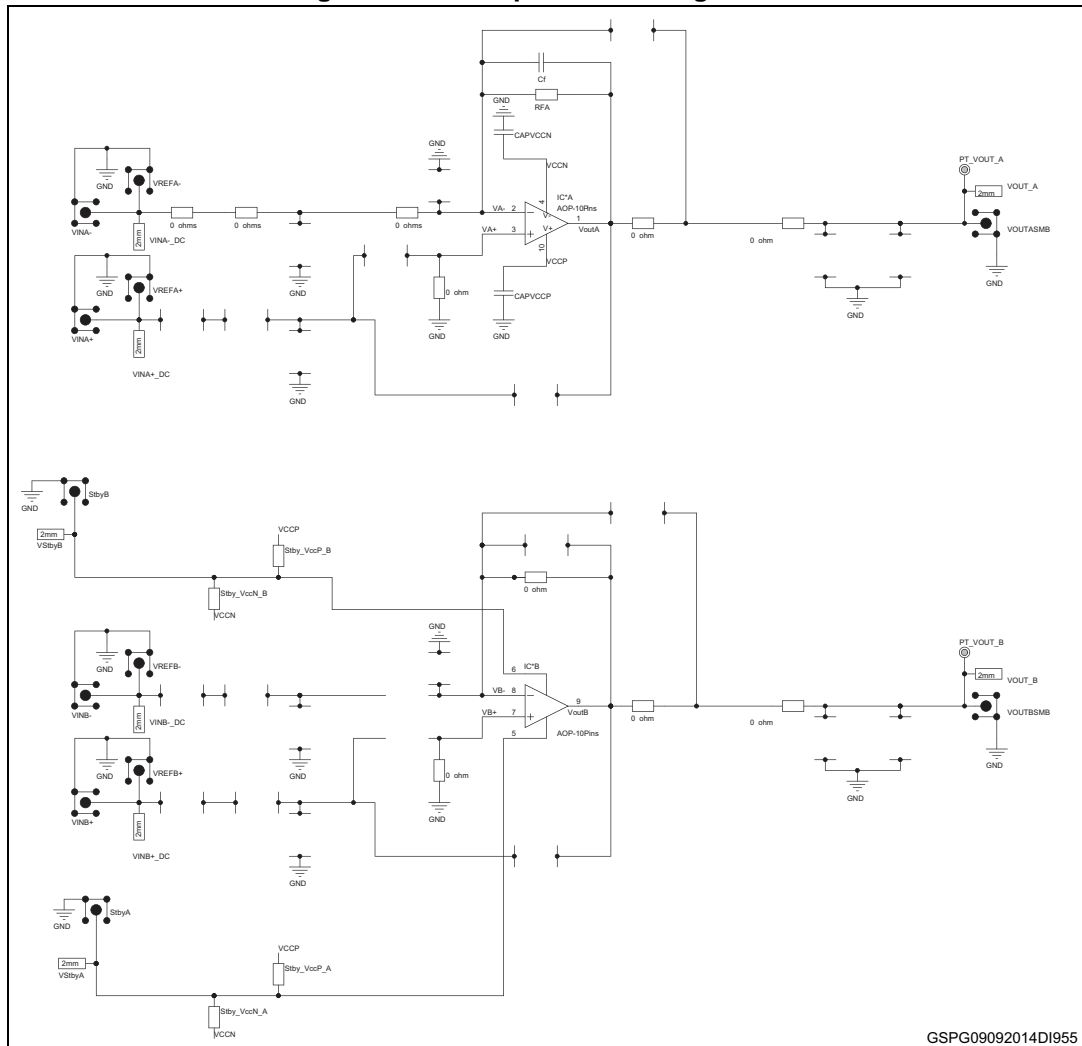 Cf
GND
RFA
CAPVCCN
GND
VCCN
PT_VOUT_A
GND
VREFA-
IC*A
2mm
VOUT_A
VA-
2
4
V-
AOP-10Pins
1
VINA-
0 ohms
0 ohms
0 ohms
VA+
3
V+
VoutA
0 ohm
0 ohm
VOUTASMB
2mm
VINA-_DC
10
VCCP
GND
GND
VREFA+
GND
0 ohm
CAPVCCP
GND
VINA+
GND
GND
2mm
VINA+_DC
GND
StbyB
GND
2mm
VStbyB
VCCP
Stby_VccP_B
Stby_VccN_B
VCCN
0 ohm
GND
PT_VOUT_B
GND
VREFB-
6
IC*B
2mm
VOUT_B
VB-
8
9
VINB-
VB+
7
VoutB
0 ohm
0 ohm
VOUTBSMB
2mm
VINB-_DC
5
AOP-10Pins
GND
GND
VREFB+
GND
0 ohm
GND
VINB+
GND
2mm
VINB+_DC
GND
StbyA
GND
VCCP
2mm
VStbyA
Stby_VccP_A
Stby_VccN_A
VCCN
GSPG09092014DI955